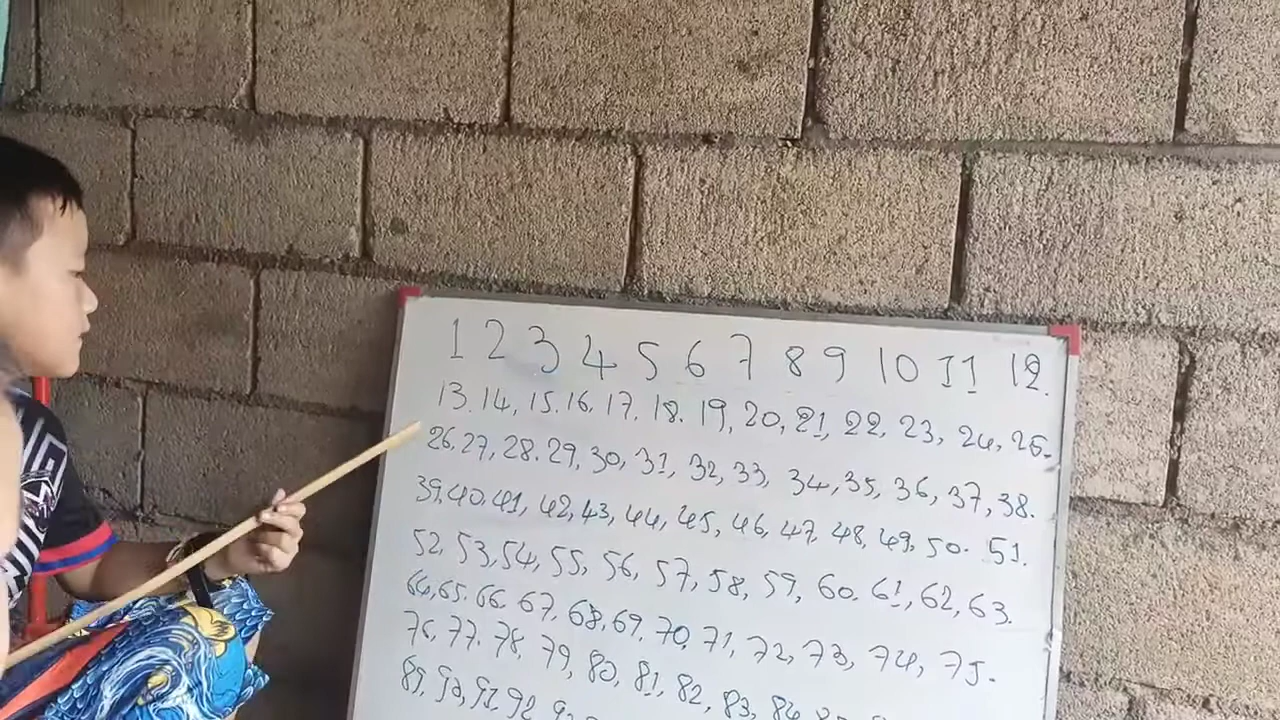 1 2 3 4 5 6 7 8 9 10 11 12.
13. 14, 15. 16, 17, 18. 19, 20, 21, 22, 23, 24, 25.
26. 27, 28. 29, 30, 31, 32, 33, 34, 35, 36, 37, 38.
39, 40, 41, 42, 43, 44, 45, 46, 47, 48, 49, 50. 51.
52, 53, 54, 55, 56, 57, 58, 59, 60, 61, 62, 63.
64, 65. 66. 67, 68, 69, 70, 71, 72, 73, 74, 75.
76, 77. 78, 79, 80, 81, 82, 83, 84
89, 90, 91, 92